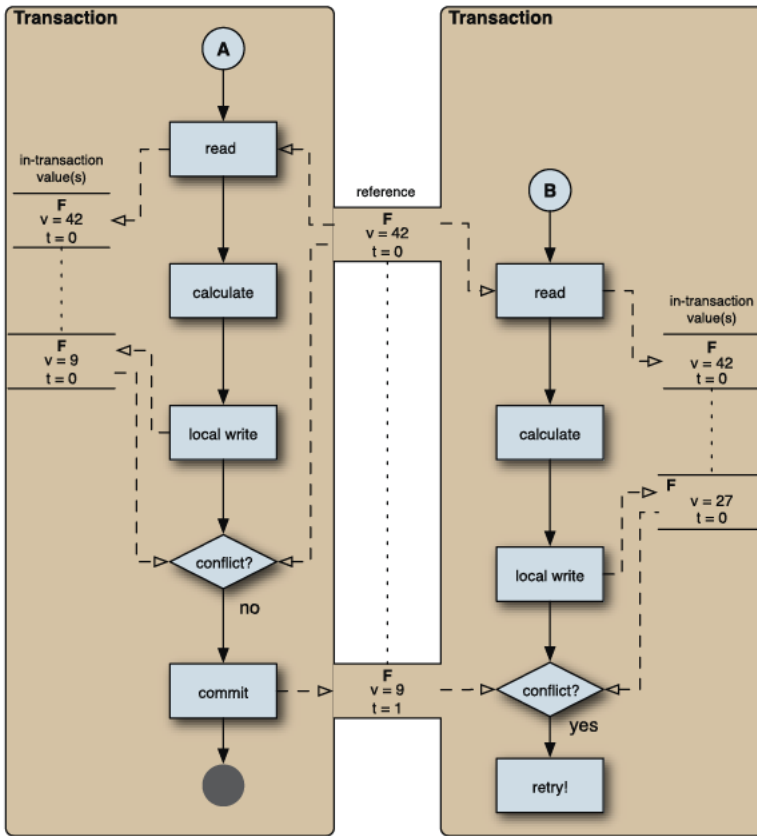 Transaction
A
read
in-transaction
value(s)
F
v = 42
t = 0
calculate
F
v = 9
t = 0
local write
conflict?
no
commit
reference
F
v = 42
t = 0
F
v = 9
t = 1
Transaction
B
read
in-transaction
value(s)
F
v = 42
t = 0
calculate
F
v = 27
t = 0
local write
conflict?
yes
retry!